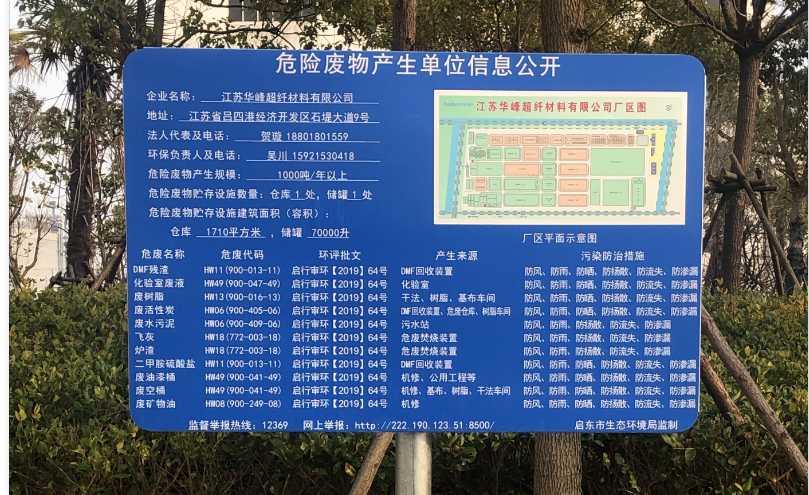 危险废物产生单位信息公开
企业名称: 江苏华峰超纤材料有限公司
地址: 江苏省吕四港经济开发区石堤大道9号
法人代表及电话: 贺璇 18801801559
环保负责人及电话: 吴川 15921530418
危险废物产生规模: 1000吨/年以上
危险废物贮存设施数量: 仓库 1 处, 储罐 1 处
危险废物贮存设施建筑面积(容积):
仓库 1710平方米 , 储罐 70000升
江苏华峰超纤材料有限公司厂区图
厂区平面示意图
危废名称 危废代码 环评批文 产生来源 污染防治措施
DMF残渣 HW11(900-013-11) 启行审环【2019】64号 DMF回收装置 防风、防雨、防晒、防扬散、防流失、防渗漏
化验室废液 HW49(900-047-49) 启行审环【2019】64号 化验室 防风、防雨、防晒、防扬散、防流失、防渗漏
废树脂 HW13(900-016-13) 启行审环【2019】64号 干法、树脂、基布车间 防风、防雨、防晒、防扬散、防流失、防渗漏
废活性炭 HW06(900-405-06) 启行审环【2019】64号 DMF回收装置、危废仓库、树脂车间 防风、防雨、防晒、防扬散、防流失、防渗漏
废水污泥 HW06(900-409-06) 启行审环【2019】64号 污水站 防风、防雨、防扬散、防流失、防渗漏
飞灰 HW18(772-003-18) 启行审环【2019】64号 危废焚烧装置 防风、防雨、防扬散、防流失、防渗漏
炉渣 HW18(772-003-18) 启行审环【2019】64号 危废焚烧装置 防风、防雨、防扬散、防流失、防渗漏
二甲胺硫酸盐 HW11(900-013-11) 启行审环【2019】64号 DMF回收装置 防风、防雨、防晒、防扬散、防流失、防渗漏
废油漆桶 HW49(900-041-49) 启行审环【2019】64号 机修、公用工程等 防风、防雨、防晒、防扬散、防流失、防渗漏
废空桶 HW49(900-041-49) 启行审环【2019】64号 机修、基布、树脂、干法车间 防风、防雨、防晒、防扬散、防流失、防渗漏
废矿物油 HW08(900-249-08) 启行审环【2019】64号 机修 防风、防雨、防晒、防扬散、防流失、防渗漏
监督举报热线: 12369 网上举报: http://222.190.123.51:8500/ 启东市生态环境局监制